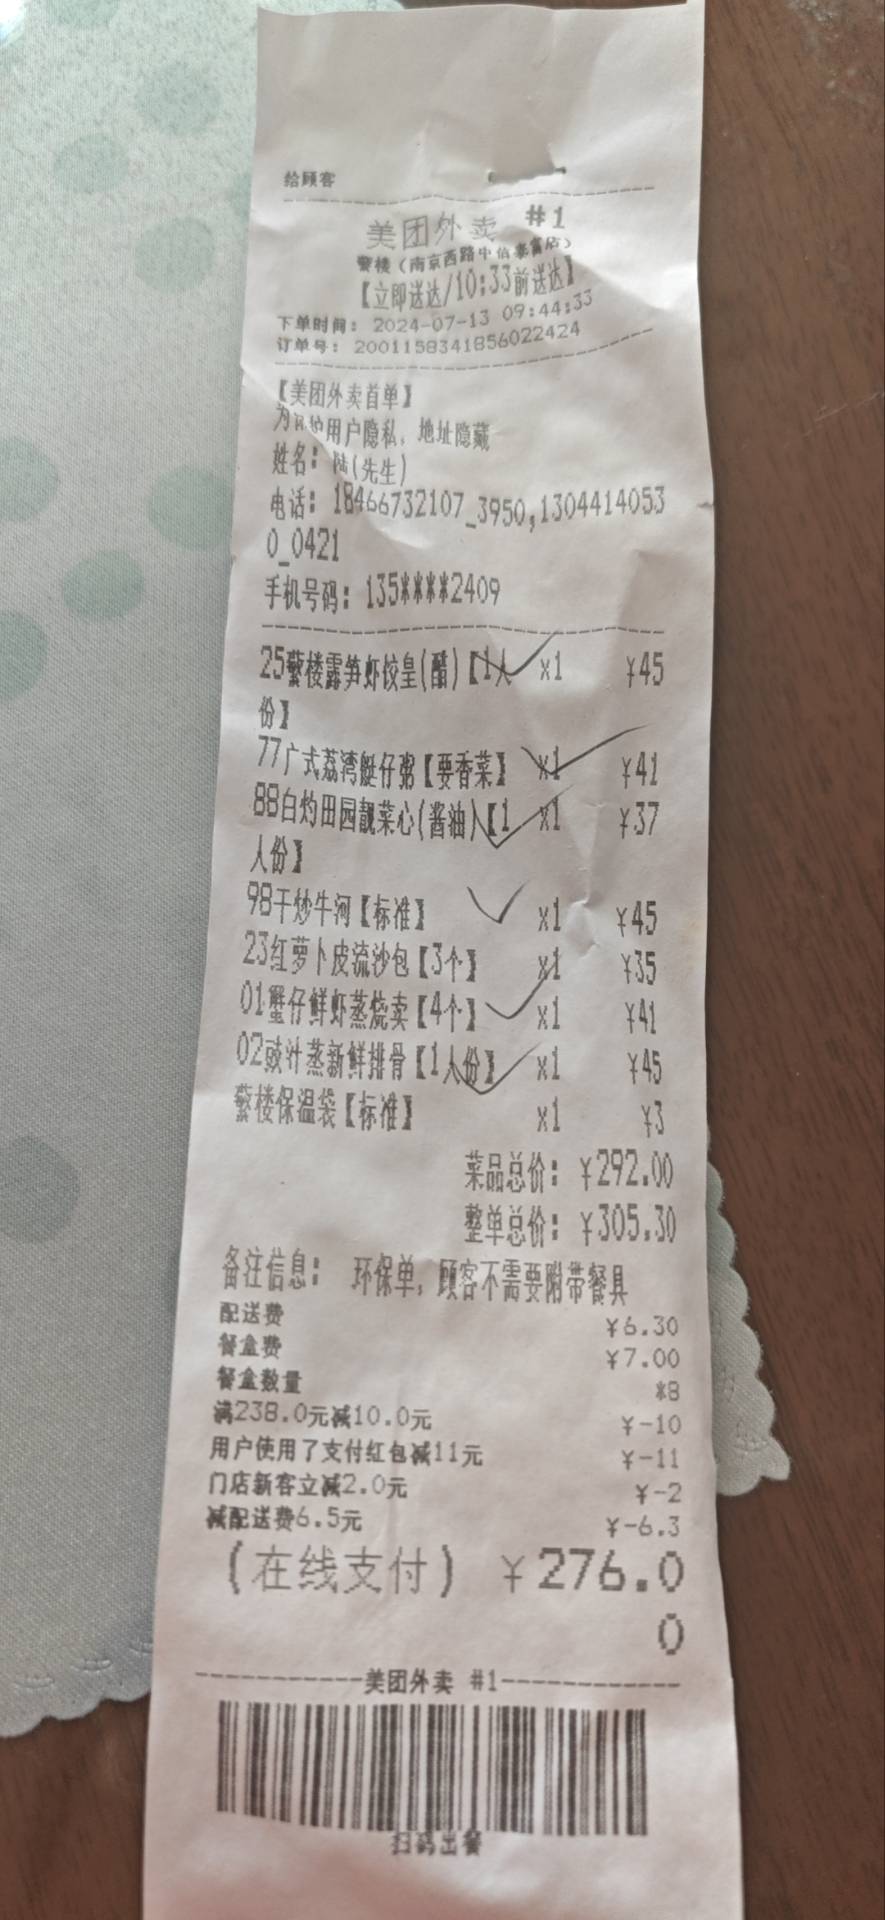 给顾客
美团外卖 #1
鷖楼(南京西路中信泰富店)
【立即送达/10:33前送达】
下单时间: 2024-07-13 09:44:33
订单号: 2001158341856022424
【美团外卖首单】
为保护用户隐私, 地址隐藏
姓名: 陆(先生)
电话: 18466732107_3950,1304414053
0_0421
手机号码: 135****2409
25鷖楼露笋虾饺皇(醋)【1人 x1 ¥45
份】
77广式荔湾艇仔粥【要香菜】 x1 ¥41
88白灼田园靓菜心(酱油)【1 x1 ¥37
人份】
98干炒牛河【标准】 x1 ¥45
23红萝卜皮流沙包【3个】 x1 ¥35
01蟹仔鲜虾蒸烧卖【4个】 x1 ¥41
02豉汁蒸新鲜排骨【1人份】 x1 ¥45
鷖楼保温袋【标准】 x1 ¥3
菜品总价: ¥292.00
整单总价: ¥305.30
备注信息: 环保单, 顾客不需要附带餐具
配送费 ¥6.30
餐盒费 ¥7.00
餐盒数量 *8
满238.0元减10.0元 ¥-10
用户使用了支付红包减11元 ¥-11
门店新客立减2.0元 ¥-2
减配送费6.5元 ¥-6.3
(在线支付) ¥276.0
0
美团外卖 #1
扫码出餐